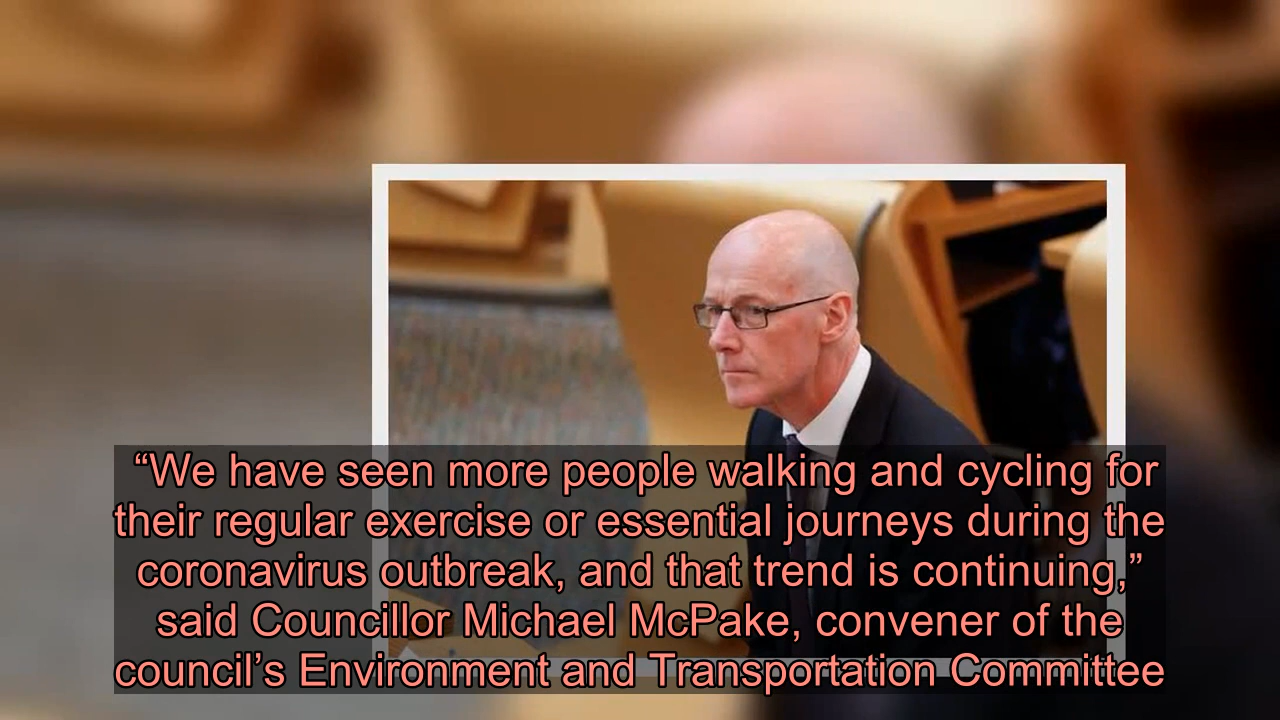 “We have seen more people walking and cycling for
their regular exercise or essential journeys during the
coronavirus outbreak, and that trend is continuing,”
said Councillor Michael McPake, convener of the
council’s Environment and Transportation Committee